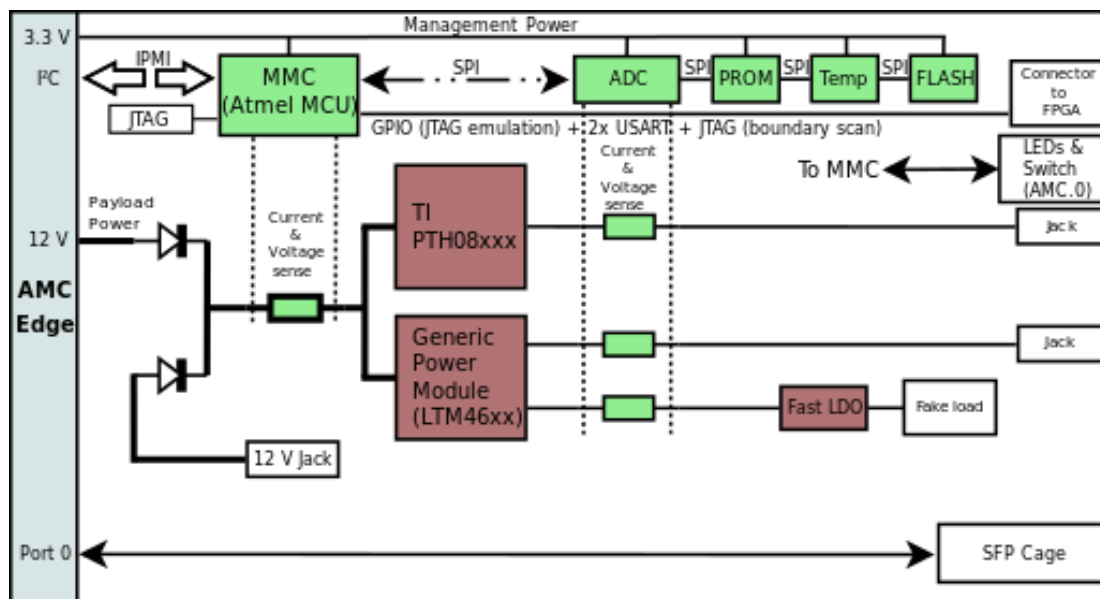 Management Power
3.3 V
IPMI
I²C
MMC
(Atmel MCU)
SPI
ADC
SPI
PROM
SPI
Temp
SPI
FLASH
Connector
to
FPGA
JTAG
GPIO (JTAG emulation) + 2x USART + JTAG (boundary scan)
LEDs &
Switch
(AMC.0)
To MMC
Current
&
Voltage
sense
Payload
Power
12 V
Current
&
Voltage
sense
TI
PTH08xxx
Jack
AMC
Edge
Generic
Power
Module
(LTM46xx)
Jack
Fast LDO
Fake load
12 V Jack
Port 0
SFP Cage